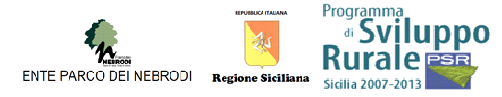 NEBRODI
ENTE PARCO DEI NEBRODI
REPUBBLICA ITALIANA
Regione Siciliana
Programma
di Sviluppo
Rurale PSR
Sicilia 2007-2013